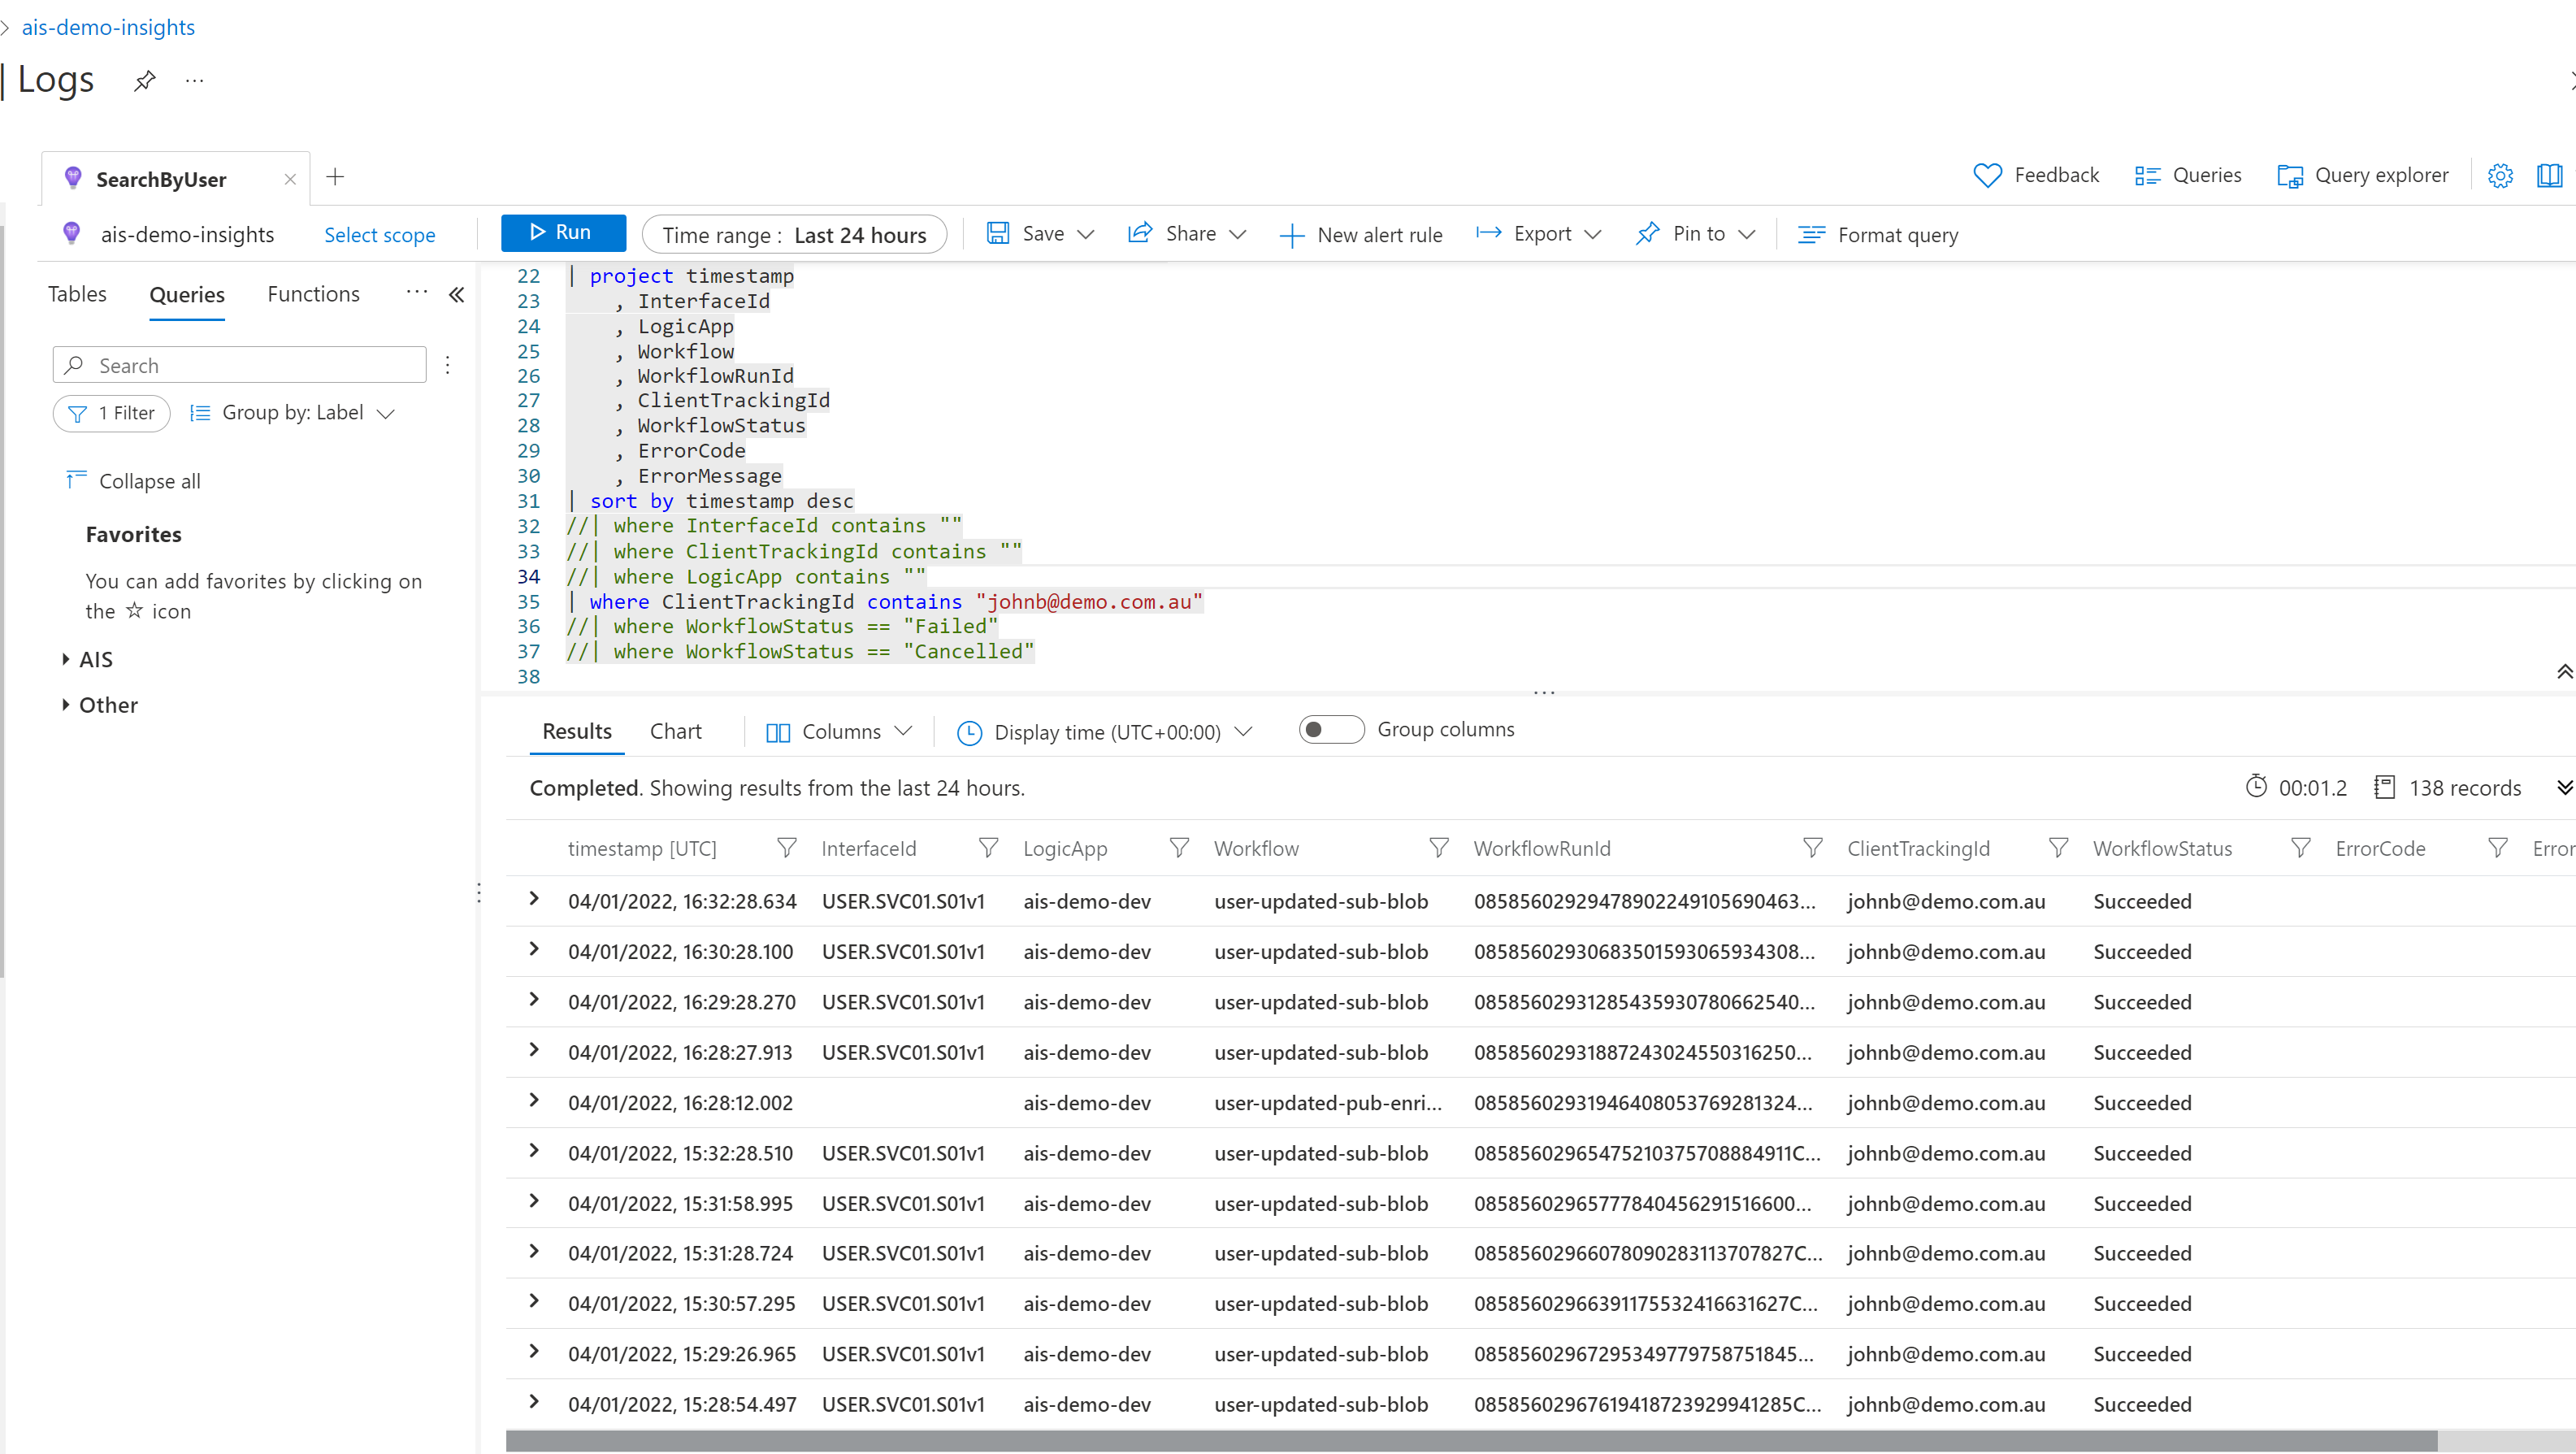 ais-demo-insights
| Logs ...
SearchByUser
Feedback Queries Query explorer
ais-demo-insights Select scope Run Time range : Last 24 hours Save Share New alert rule Export Pin to Format query
Tables Queries Functions ...
Search
1 Filter Group by: Label
Collapse all
Favorites
You can add favorites by clicking on
the ☆ icon
AIS
Other
22 | project timestamp
23 , InterfaceId
24 , LogicApp
25 , Workflow
26 , WorkflowRunId
27 , ClientTrackingId
28 , WorkflowStatus
29 , ErrorCode
30 , ErrorMessage
31 | sort by timestamp desc
32 //| where InterfaceId contains ""
33 //| where ClientTrackingId contains ""
34 //| where LogicApp contains ""
35 | where ClientTrackingId contains "johnb@demo.com.au"
36 //| where WorkflowStatus == "Failed"
37 //| where WorkflowStatus == "Cancelled"
38
Results Chart Columns Display time (UTC+00:00) Group columns
Completed. Showing results from the last 24 hours. 00:01.2 138 records
timestamp [UTC] InterfaceId LogicApp Workflow WorkflowRunId ClientTrackingId WorkflowStatus ErrorCode Error
04/01/2022, 16:32:28.634 USER.SVC01.S01v1 ais-demo-dev user-updated-sub-blob 08585602929478902249105690463... johnb@demo.com.au Succeeded
04/01/2022, 16:30:28.100 USER.SVC01.S01v1 ais-demo-dev user-updated-sub-blob 08585602930683501593065934308... johnb@demo.com.au Succeeded
04/01/2022, 16:29:28.270 USER.SVC01.S01v1 ais-demo-dev user-updated-sub-blob 08585602931285435930780662540... johnb@demo.com.au Succeeded
04/01/2022, 16:28:27.913 USER.SVC01.S01v1 ais-demo-dev user-updated-sub-blob 08585602931887243024550316250... johnb@demo.com.au Succeeded
04/01/2022, 16:28:12.002 ais-demo-dev user-updated-pub-enri... 08585602931946408053769281324... johnb@demo.com.au Succeeded
04/01/2022, 15:32:28.510 USER.SVC01.S01v1 ais-demo-dev user-updated-sub-blob 08585602965475210375708884911C... johnb@demo.com.au Succeeded
04/01/2022, 15:31:58.995 USER.SVC01.S01v1 ais-demo-dev user-updated-sub-blob 08585602965777840456291516600... johnb@demo.com.au Succeeded
04/01/2022, 15:31:28.724 USER.SVC01.S01v1 ais-demo-dev user-updated-sub-blob 08585602966078090283113707827C... johnb@demo.com.au Succeeded
04/01/2022, 15:30:57.295 USER.SVC01.S01v1 ais-demo-dev user-updated-sub-blob 08585602966391175532416631627C... johnb@demo.com.au Succeeded
04/01/2022, 15:29:26.965 USER.SVC01.S01v1 ais-demo-dev user-updated-sub-blob 08585602967295349779758751845... johnb@demo.com.au Succeeded
04/01/2022, 15:28:54.497 USER.SVC01.S01v1 ais-demo-dev user-updated-sub-blob 08585602967619418723929941285C... johnb@demo.com.au Succeeded